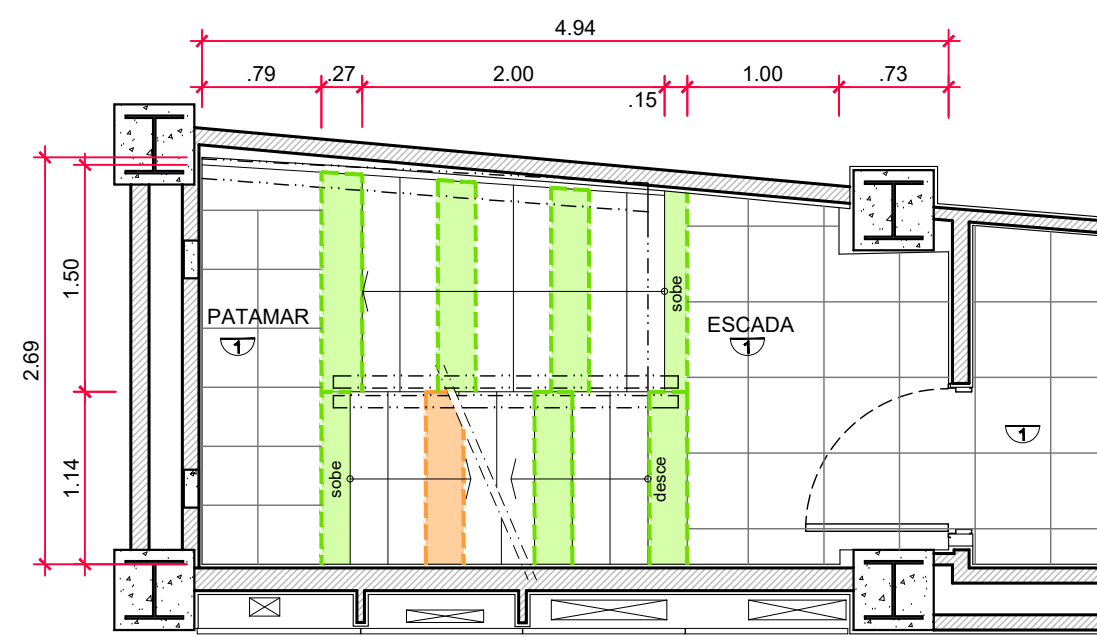 4.94
.79
.27
2.00
.15
1.00
.73
2.69
1.50
1.14
PATAMAR
1
sobe
ESCADA
1
1
sobe
desce